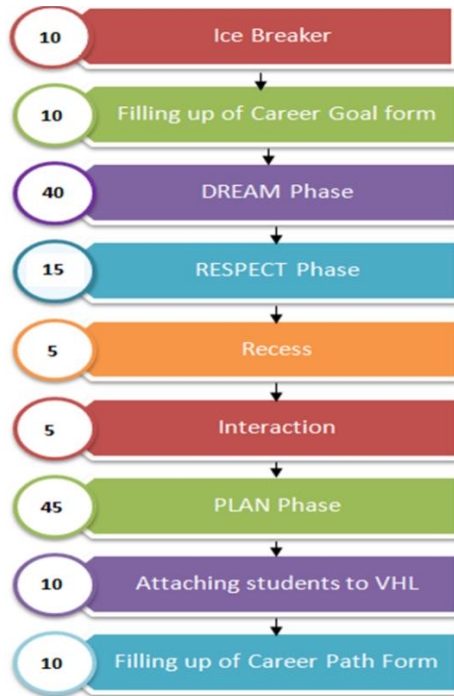 10 Ice Breaker
10 Filling up of Career Goal form
40 DREAM Phase
15 RESPECT Phase
5 Recess
5 Interaction
45 PLAN Phase
10 Attaching students to VHL
10 Filling up of Career Path Form